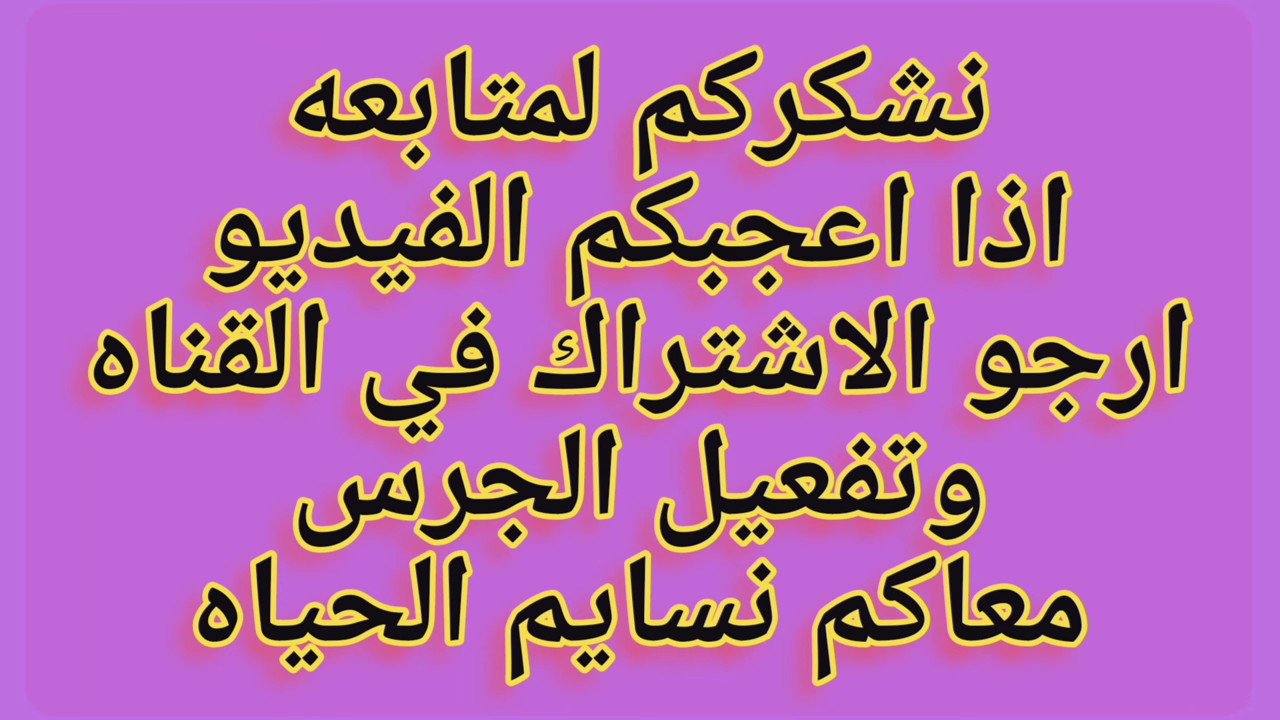 نشكركم لمتابعه
اذا اعجبكم الفيديو
ارجو الاشتراك في القناه
وتفعيل الجرس
معاكم نسايم الحياه